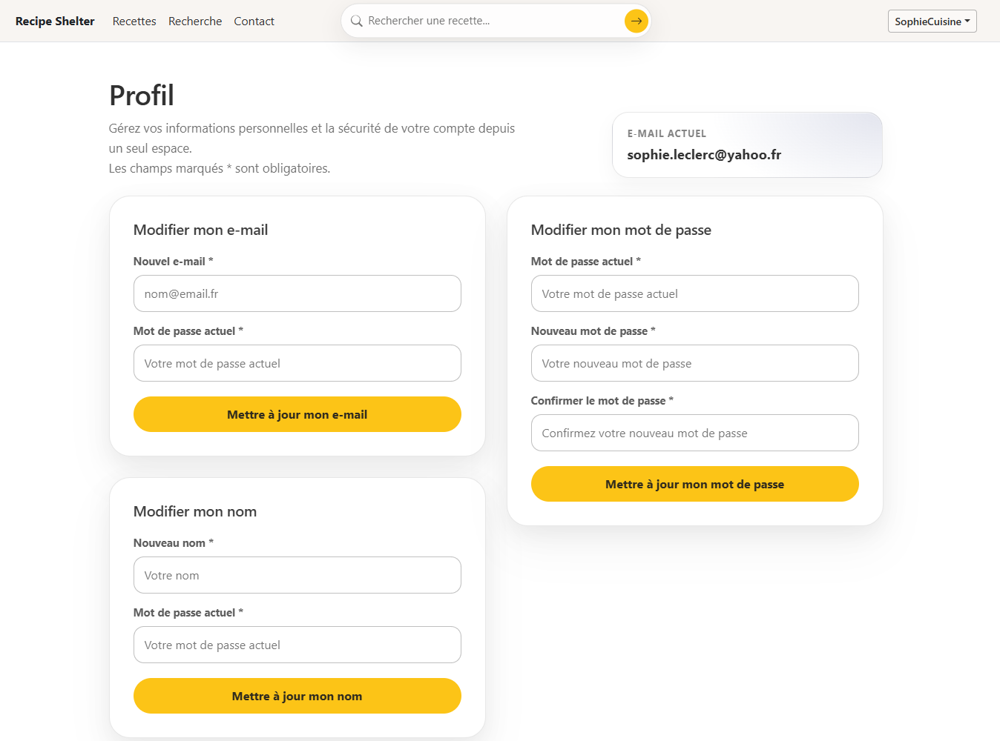 Recipe Shelter
Recettes
Recherche
Contact
Rechercher une recette...
SophieCuisine
Profil
Gérez vos informations personnelles et la sécurité de votre compte depuis
un seul espace.
Les champs marqués * sont obligatoires.
E-MAIL ACTUEL
sophie.leclerc@yahoo.fr
Modifier mon e-mail
Nouvel e-mail *
nom@email.fr
Mot de passe actuel *
Votre mot de passe actuel
Mettre à jour mon e-mail
Modifier mon mot de passe
Mot de passe actuel *
Votre mot de passe actuel
Nouveau mot de passe *
Votre nouveau mot de passe
Confirmer le mot de passe *
Confirmez votre nouveau mot de passe
Mettre à jour mon mot de passe
Modifier mon nom
Nouveau nom *
Votre nom
Mot de passe actuel *
Votre mot de passe actuel
Mettre à jour mon nom